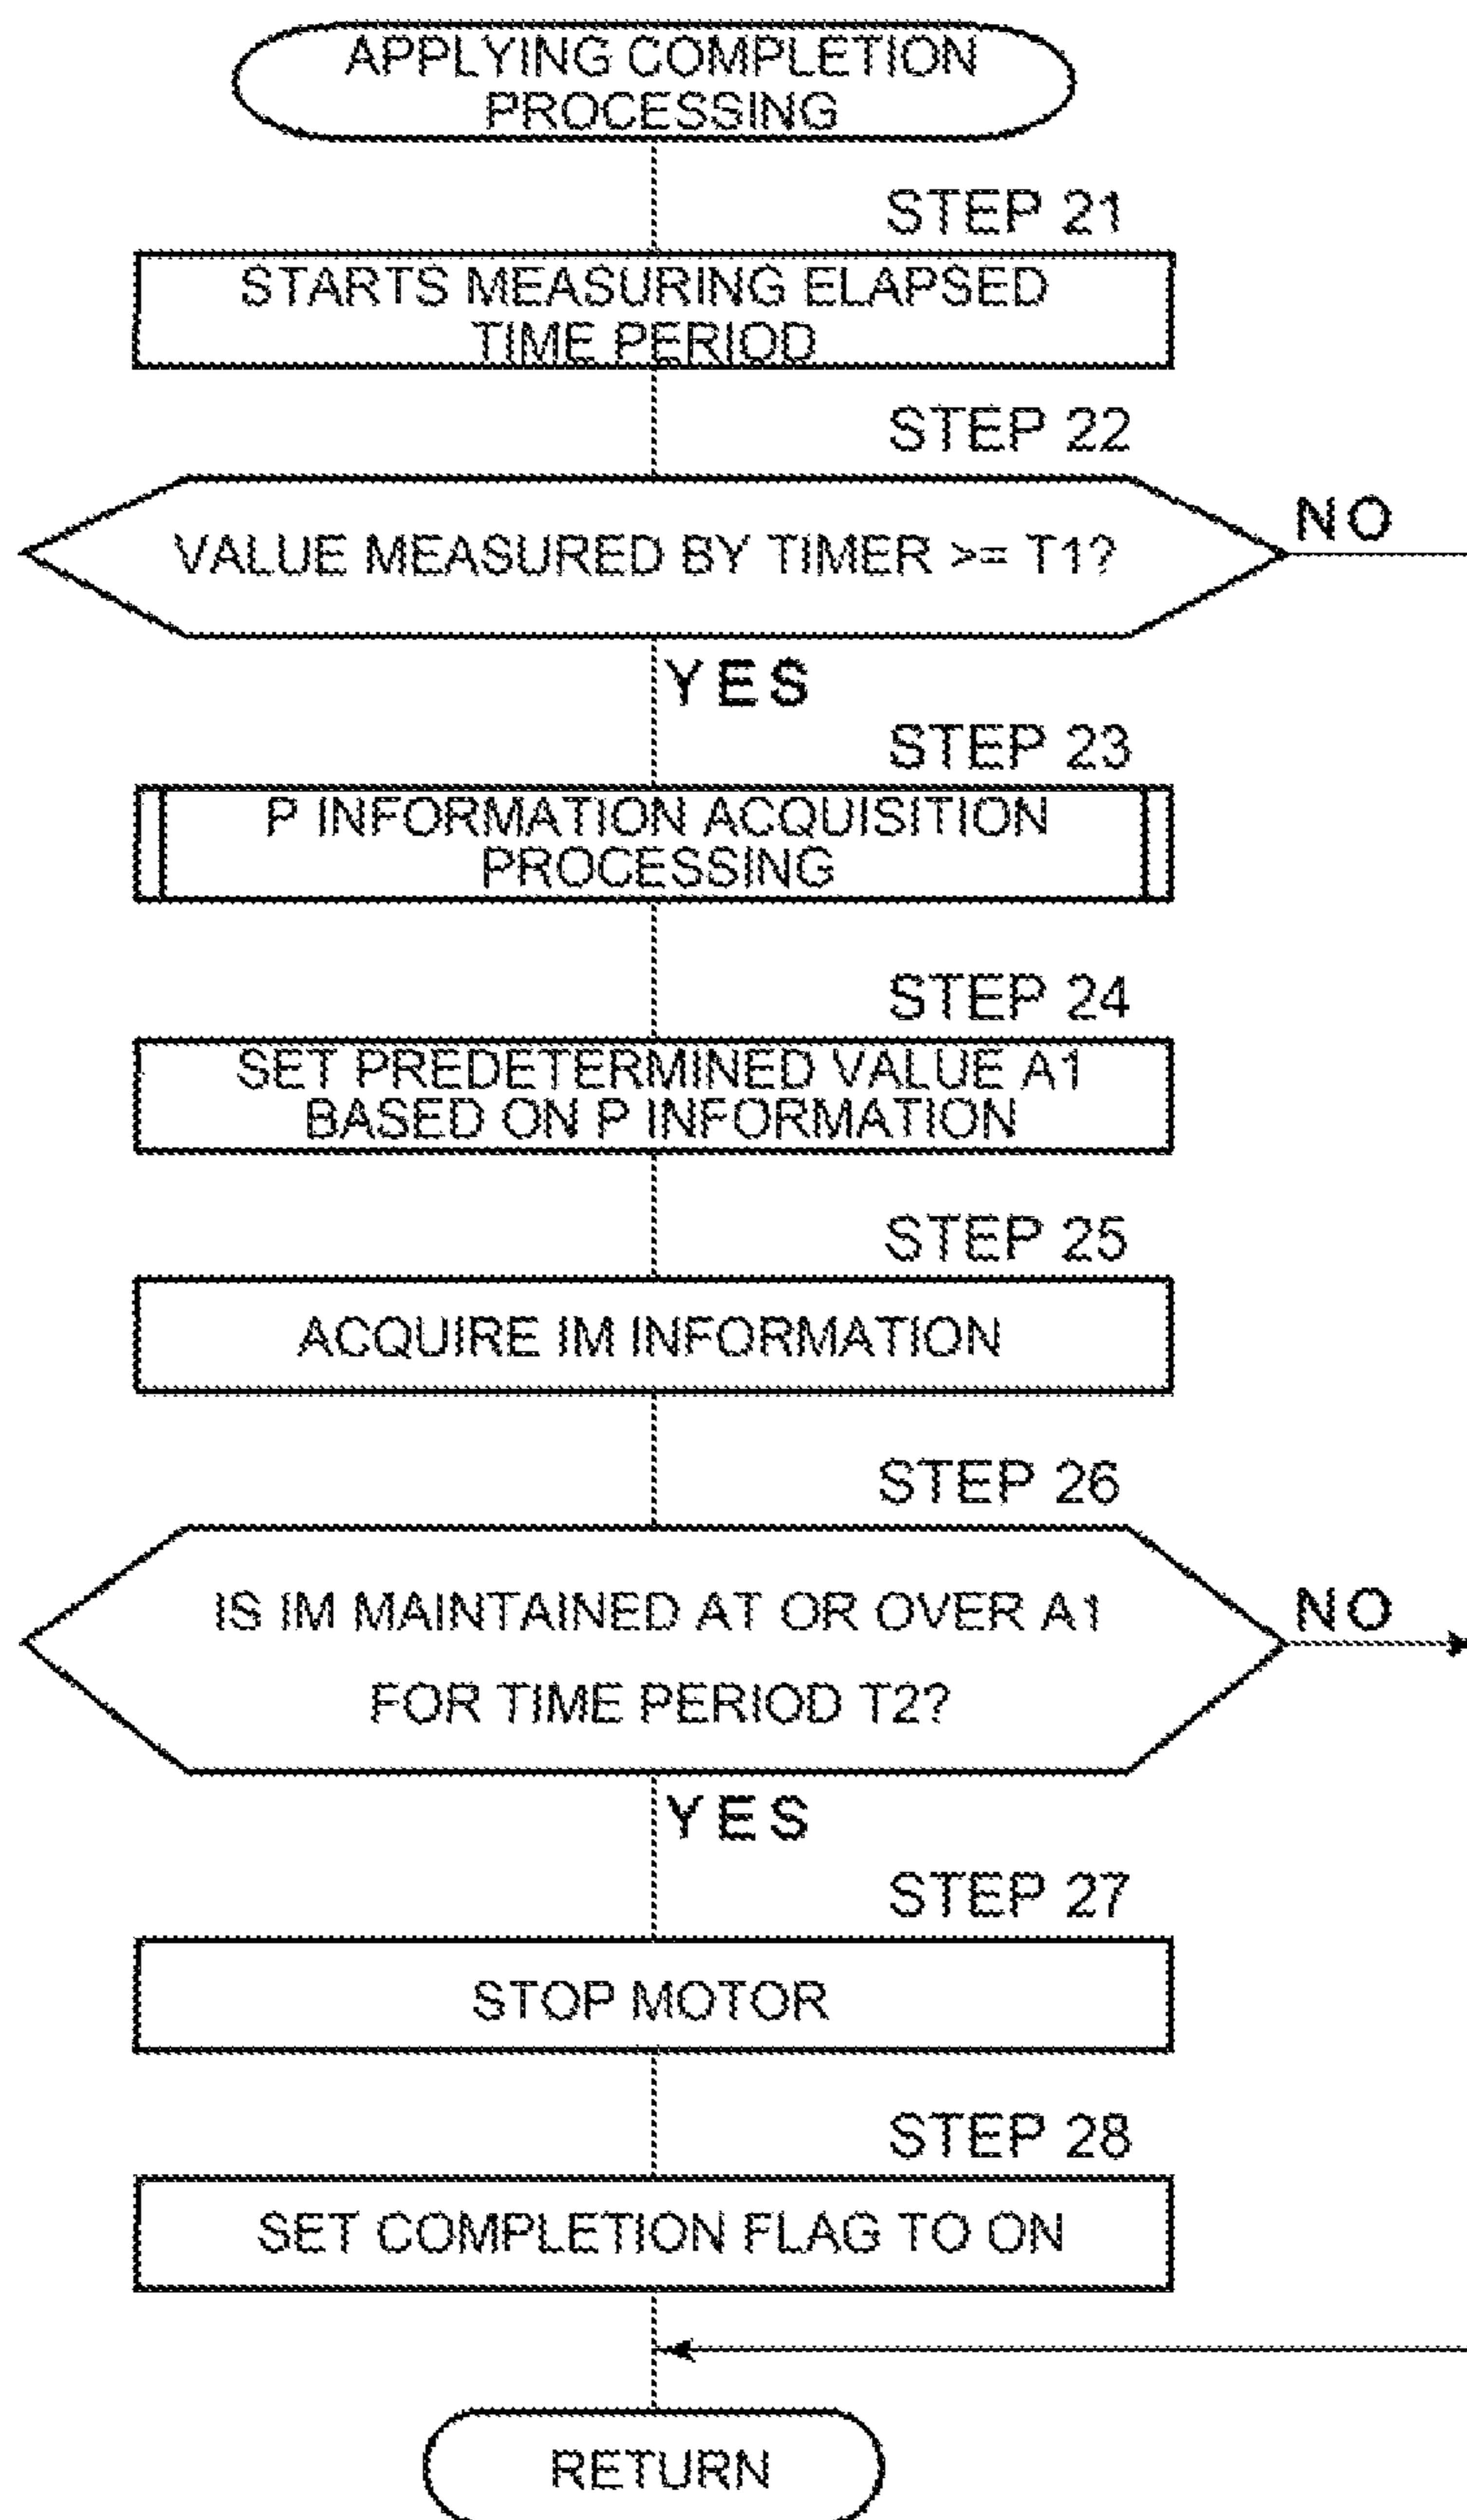 APPLYING COMPLETION
PROCESSING
STEP 21
STARTS MEASURING ELAPSED
TIME PERIOD
STEP 22
VALUE MEASURED BY TIMER >= T1?
NO
YES
STEP 23
P INFORMATION ACQUISITION
PROCESSING
STEP 24
SET PREDETERMINED VALUE A1
BASED ON P INFORMATION
STEP 25
ACQUIRE IM INFORMATION
STEP 26
IS IM MAINTAINED AT OR OVER A1
FOR TIME PERIOD T2?
NO
YES
STEP 27
STOP MOTOR
STEP 28
SET COMPLETION FLAG TO ON
RETURN